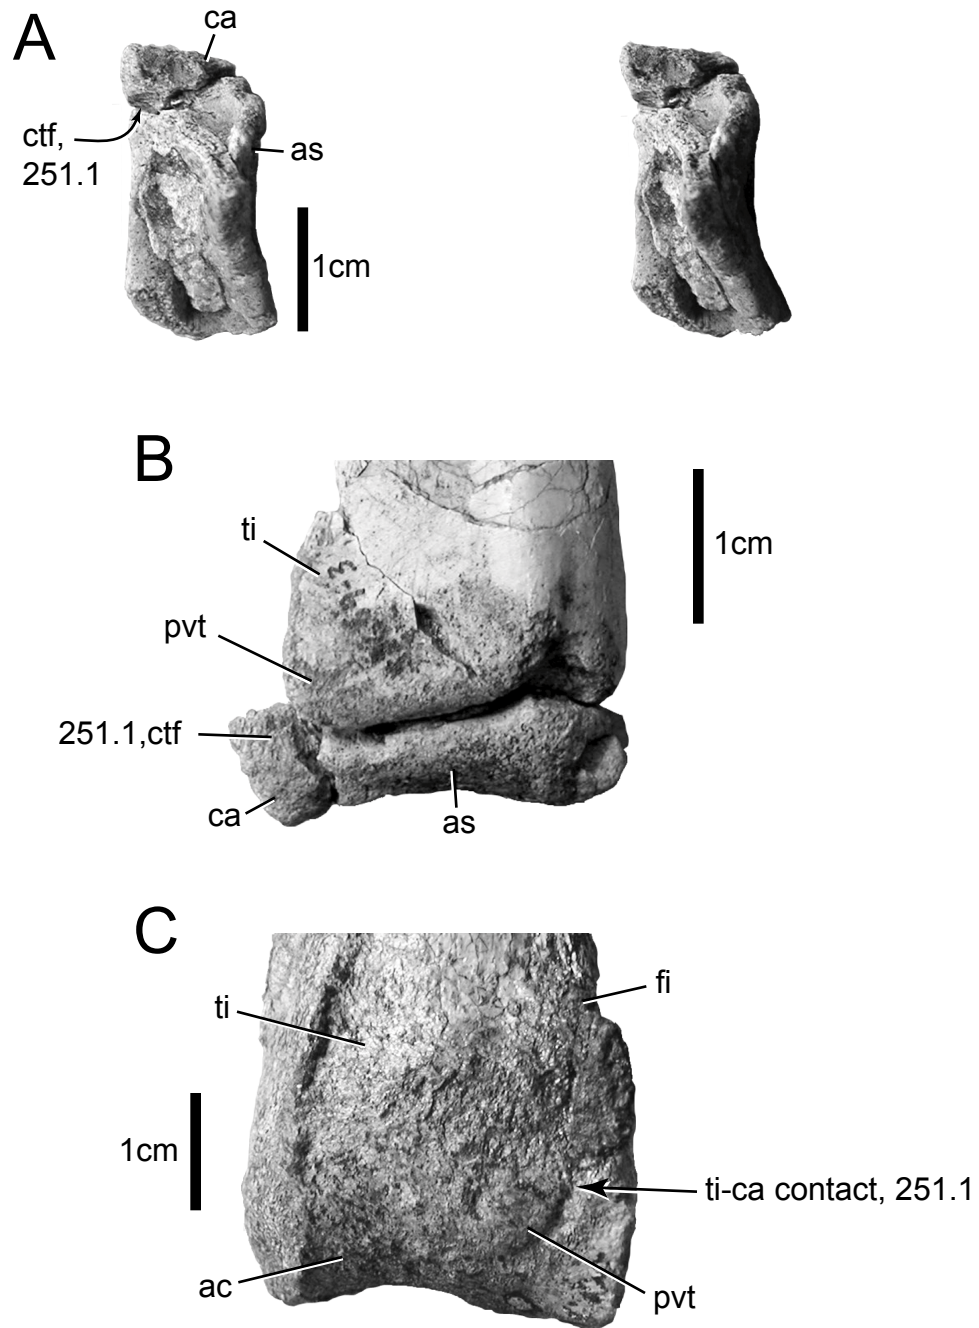 A
ca
ctf,
251.1
as
1cm
B
ti
1cm
pvt
251.1,ctf
ca
as
C
fi
ti
1cm
ti-ca contact, 251.1
ac
pvt